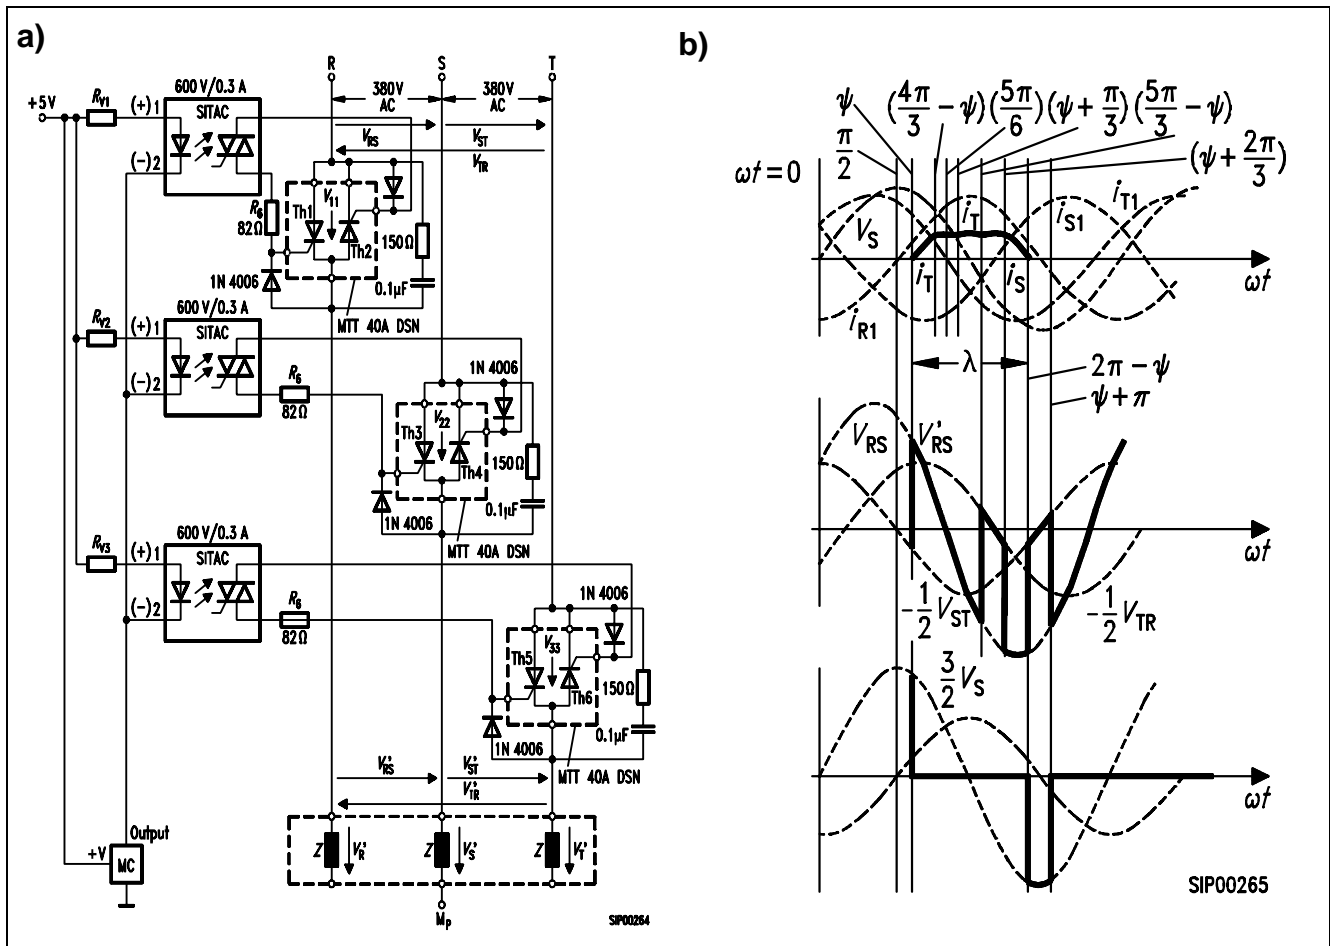 a)
R
S
T
600 V/0.3 A
380V
AC
380V
AC
+5V
RV1
(+)1
SITAC
VRS
VST
VTR
(-)2
R6
82Ω
Th1
V11
Th2
150Ω
1N 4006
0.1μF
600 V/0.3 A
MTT 40A DSN
RV2
(+)1
SITAC
(-)2
R6
82Ω
1N 4006
Th3
V22
Th4
150Ω
1N 4006
0.1μF
600 V/0.3 A
MTT 40A DSN
RV3
(+)1
SITAC
(-)2
R6
82Ω
1N 4006
Th5
V33
Th6
150Ω
1N 4006
0.1μF
MTT 40A DSN
V'RS
V'ST
V'TR
Output
+V
MC
Z
V'R
Z
V'S
Z
V'T
MP
SIP00264
b)
ψ
(4π/3 - ψ)(5π/6)(ψ + π/3)(5π/3 - ψ)
π/2
(ψ + 2π/3)
ωt = 0
VS
iT
iS1
iT1
iT
iS
iR1
ωt
λ
2π - ψ
ψ + π
VRS
V'RS
ωt
-1/2 VST
-1/2 VTR
3/2 VS
ωt
SIP00265